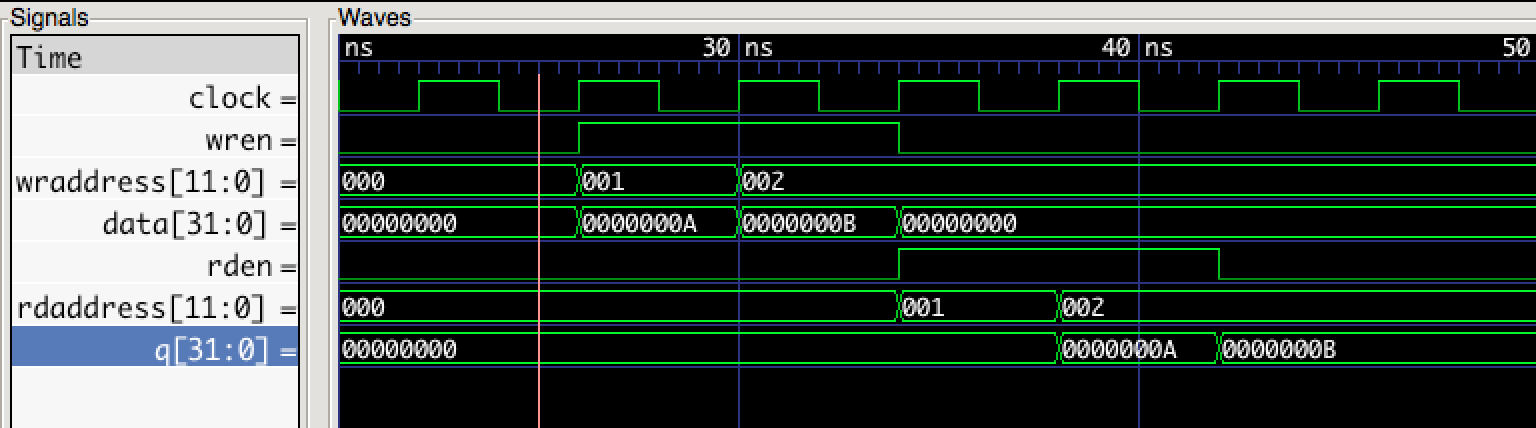 Signals
Waves
Time
ns 30 ns 40 ns 50
clock =
wren =
wraddress[11:0] = 000 001 002
data[31:0] = 00000000 0000000A 0000000B 00000000
rden =
rdaddress[11:0] = 000 001 002
q[31:0] = 00000000 0000000A 0000000B